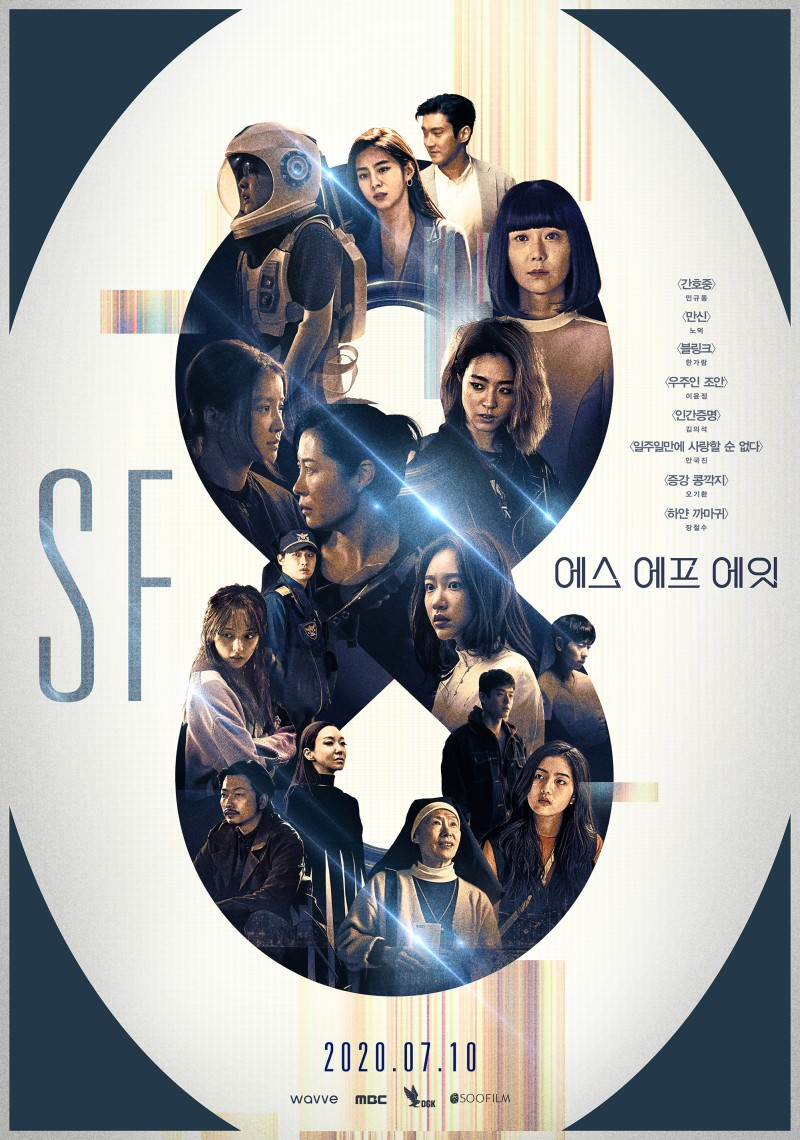 SF8
〈간호중〉
민규동
〈만신〉
노덕
〈블링크〉
한가람
〈우주인 조안〉
이윤정
〈인간증명〉
김의석
〈일주일만에 사랑할 순 없다〉
안국진
〈증강 콩깍지〉
오기환
〈하얀 까마귀〉
장철수
에스 에프 에잇
2020.07.10
wavve MBC DGK SOOFILM